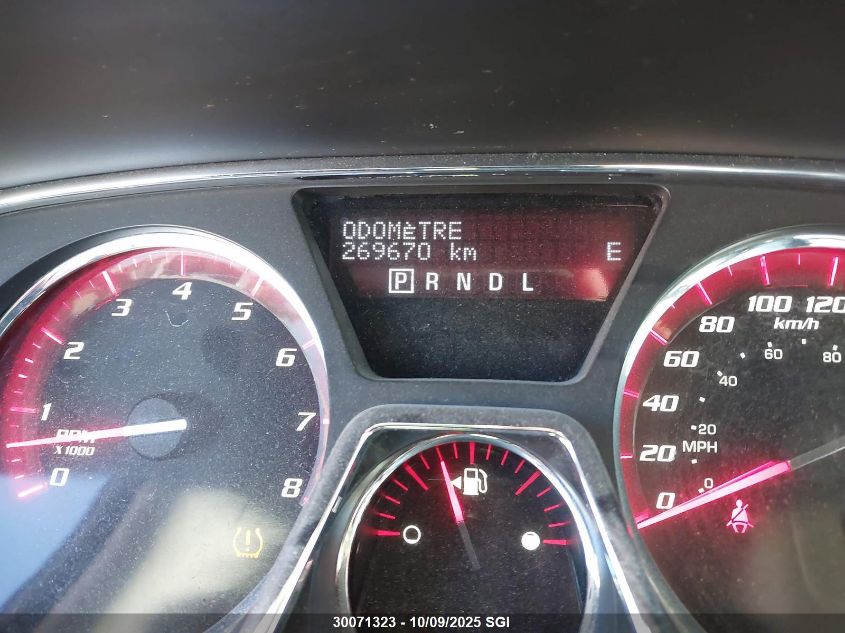 ODOMèTRE
269670 km E
P R N D L
0 1 2 3 4 5 6 7 8
RPM
X1000
0 20 40 60 80 100 120
km/h
0 20 40 60 80
MPH
30071323 - 10/09/2025 SGI